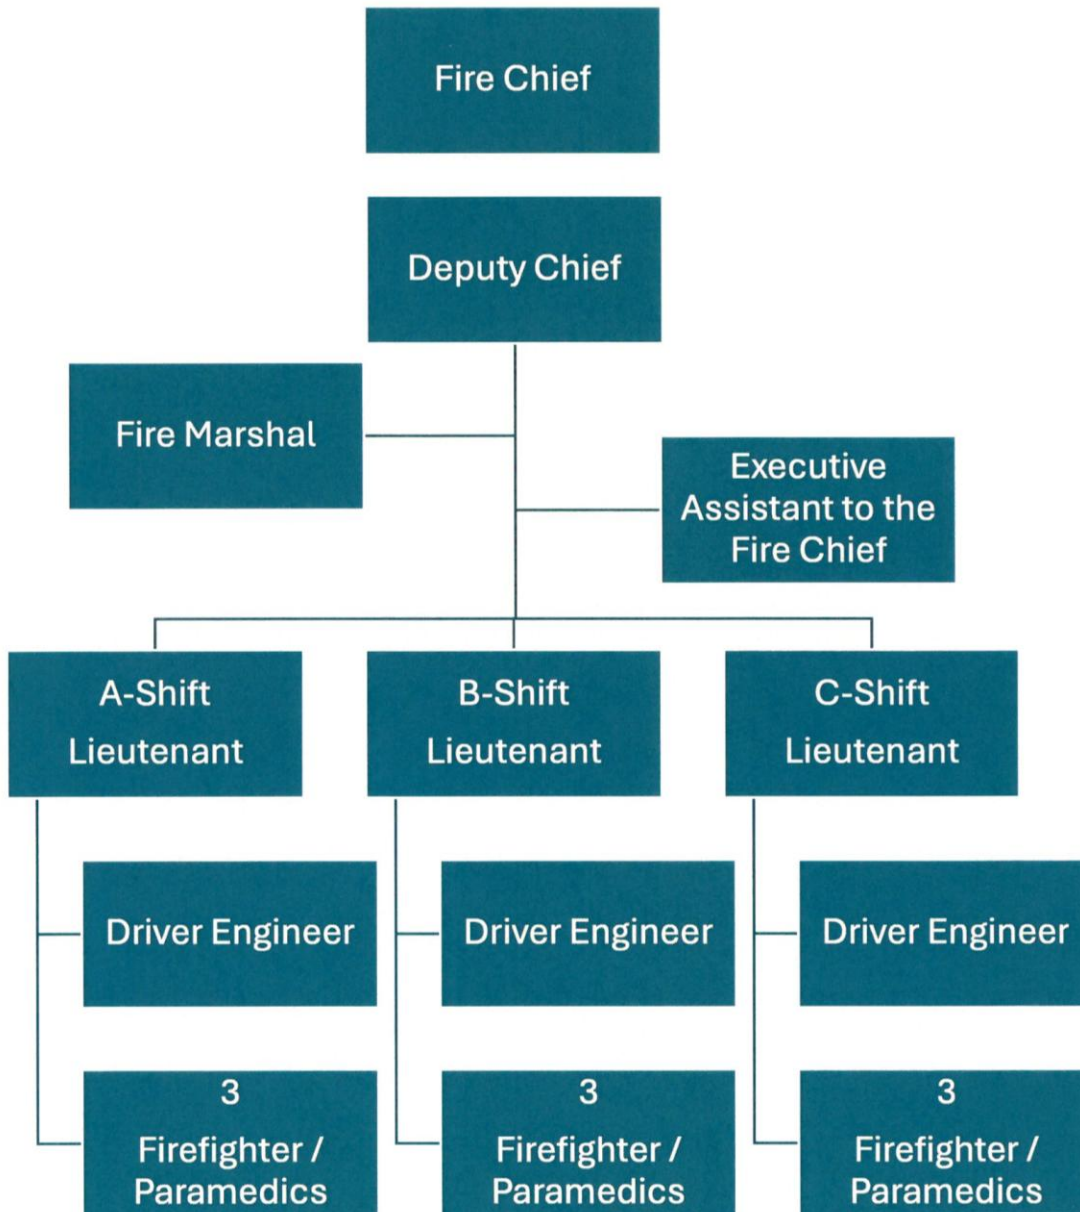 Fire Chief
Deputy Chief
Fire Marshal
Executive
Assistant to the
Fire Chief
A-Shift
Lieutenant
B-Shift
Lieutenant
C-Shift
Lieutenant
Driver Engineer
Driver Engineer
Driver Engineer
3
Firefighter /
Paramedics
3
Firefighter /
Paramedics
3
Firefighter /
Paramedics